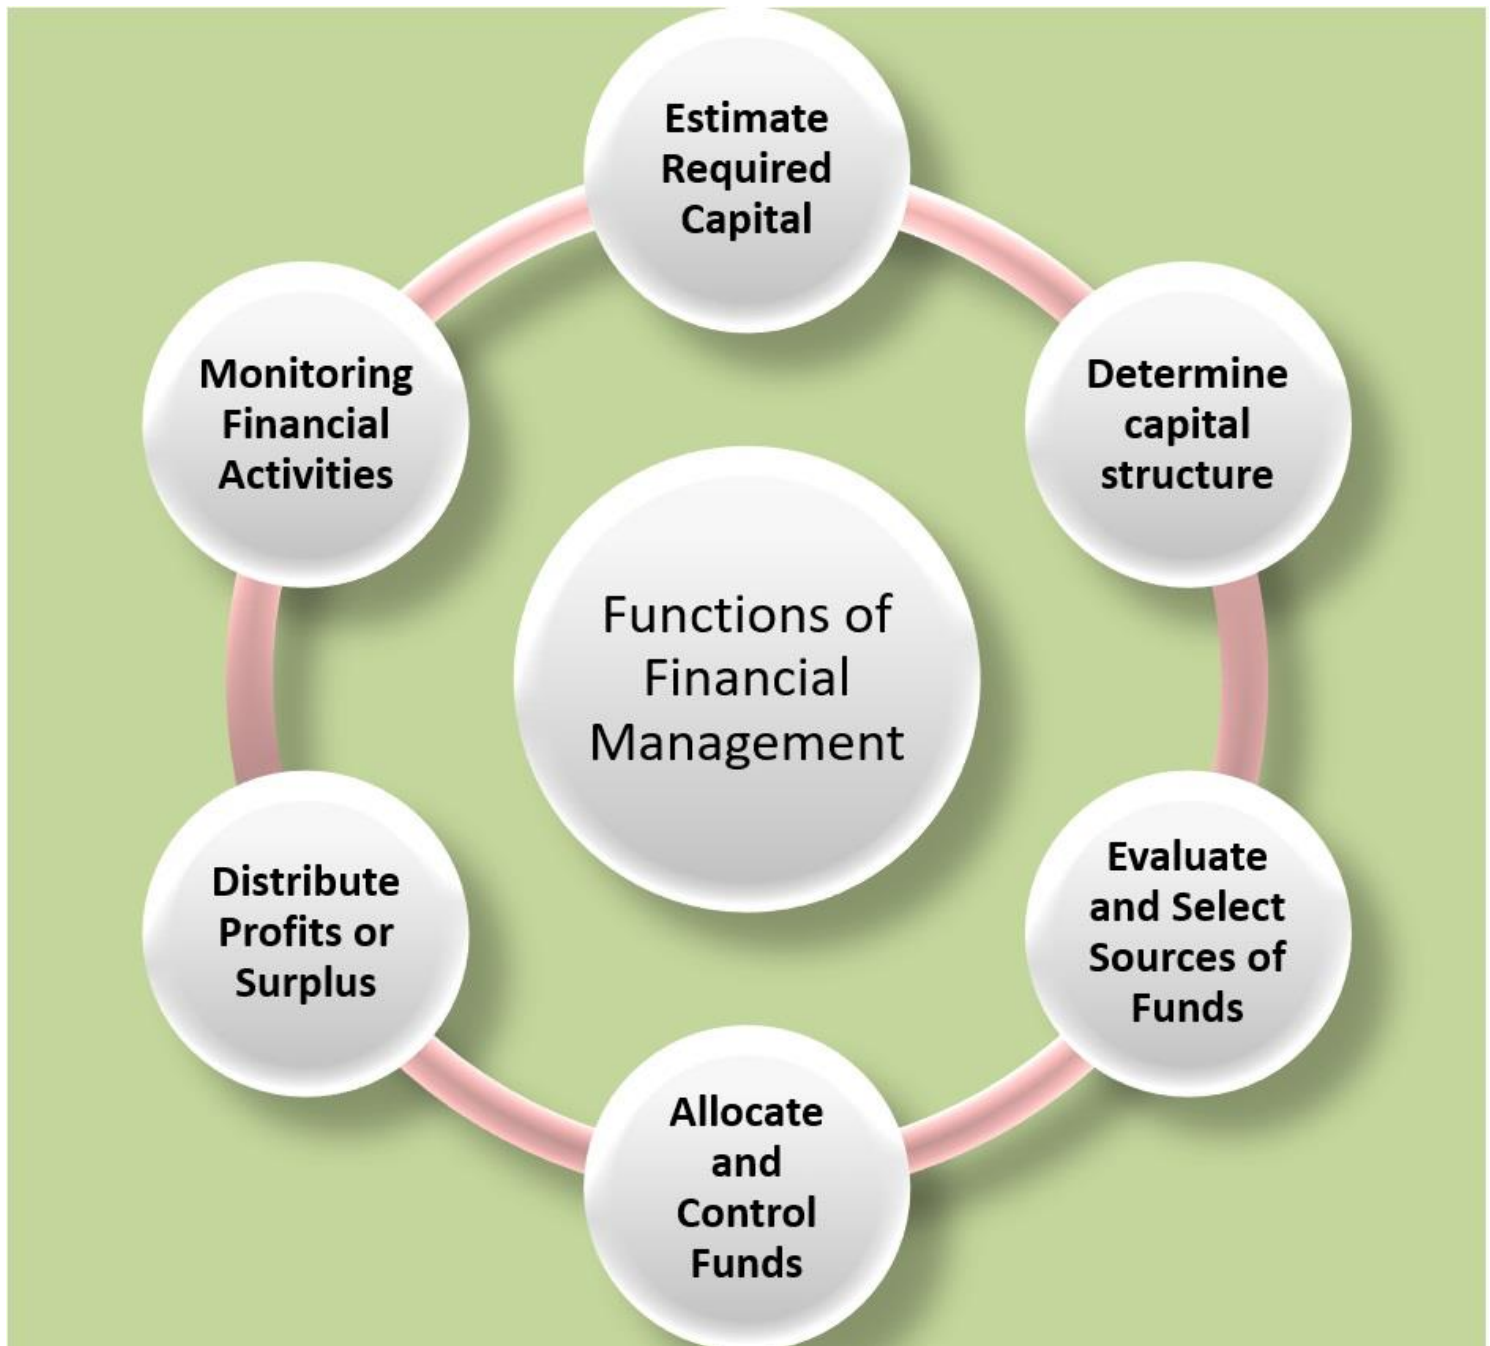 Estimate
Required
Capital
Determine
capital
structure
Evaluate
and Select
Sources of
Funds
Allocate
and
Control
Funds
Distribute
Profits or
Surplus
Monitoring
Financial
Activities
Functions of
Financial
Management